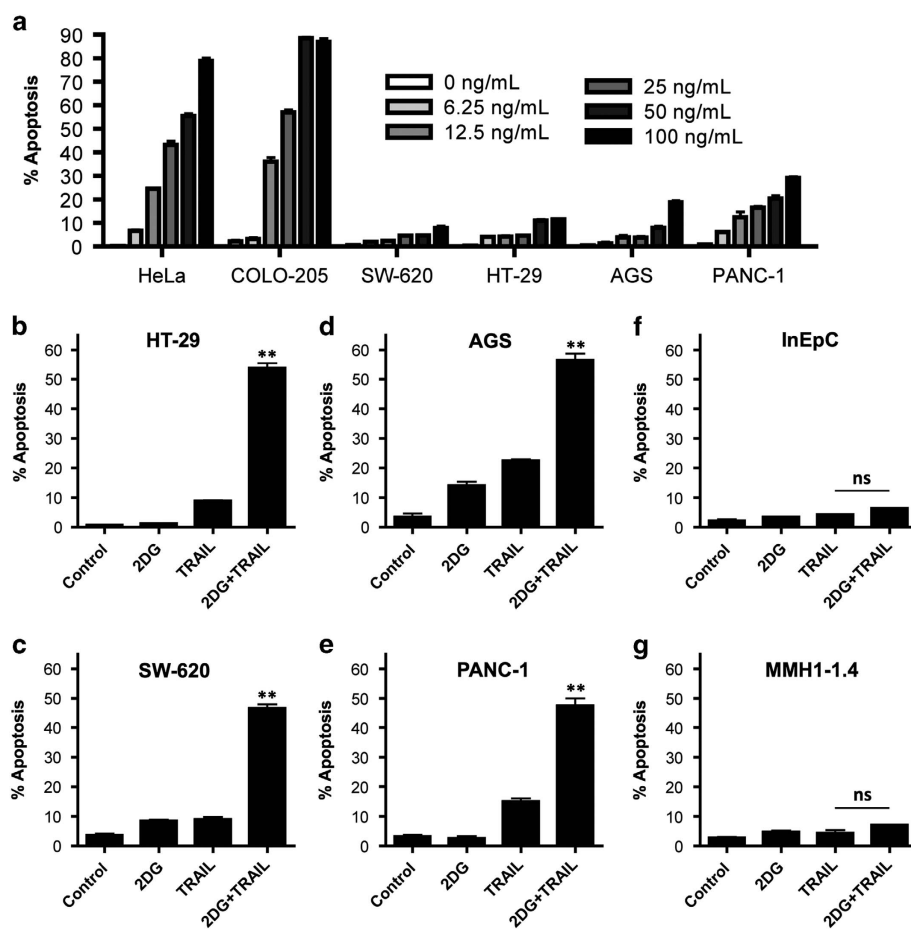 a
% Apoptosis
90
80
70
60
50
40
30
20
10
0
0 ng/mL
6.25 ng/mL
12.5 ng/mL
25 ng/mL
50 ng/mL
100 ng/mL
HeLa COLO-205 SW-620 HT-29 AGS PANC-1
b
HT-29
% Apoptosis
60
50
40
30
20
10
0
**
Control 2DG TRAIL 2DG+TRAIL
d
AGS
% Apoptosis
60
50
40
30
20
10
0
**
Control 2DG TRAIL 2DG+TRAIL
f
InEpC
% Apoptosis
60
50
40
30
20
10
0
ns
Control 2DG TRAIL 2DG+TRAIL
c
SW-620
% Apoptosis
60
50
40
30
20
10
0
**
Control 2DG TRAIL 2DG+TRAIL
e
PANC-1
% Apoptosis
60
50
40
30
20
10
0
**
Control 2DG TRAIL 2DG+TRAIL
g
MMH1-1.4
% Apoptosis
60
50
40
30
20
10
0
ns
Control 2DG TRAIL 2DG+TRAIL